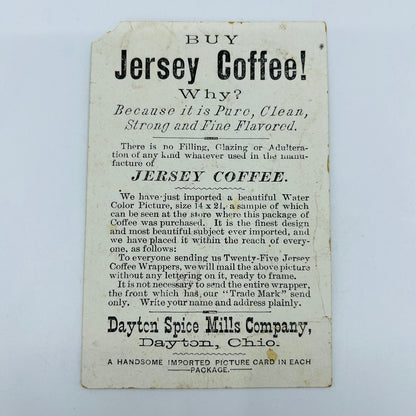 BUY
Jersey Coffee!
Why?
Because it is Pure, Clean,
Strong and Fine Flavored.
There is no Filling, Glazing or Adultera-
tion of any kind whatever used in the manu-
facture of
JERSEY COFFEE.
We have just imported a beautiful Water
Color Picture, size 14 x 21, a sample of which
can be seen at the store where this package of
Coffee was purchased. It is the finest design
and most beautiful subject ever imported, and
we have placed it within the reach of every-
one, as follows:
To everyone sending us Twenty-Five Jersey
Coffee Wrappers, we will mail the above picture
without any lettering on it, ready to frame.
It is not necessary to send the entire wrapper,
the front which has our "Trade Mark" send
only. Write your name and address plainly.
Dayton Spice Mills Company,
Dayton, Ohio.
A HANDSOME IMPORTED PICTURE CARD IN EACH
PACKAGE.